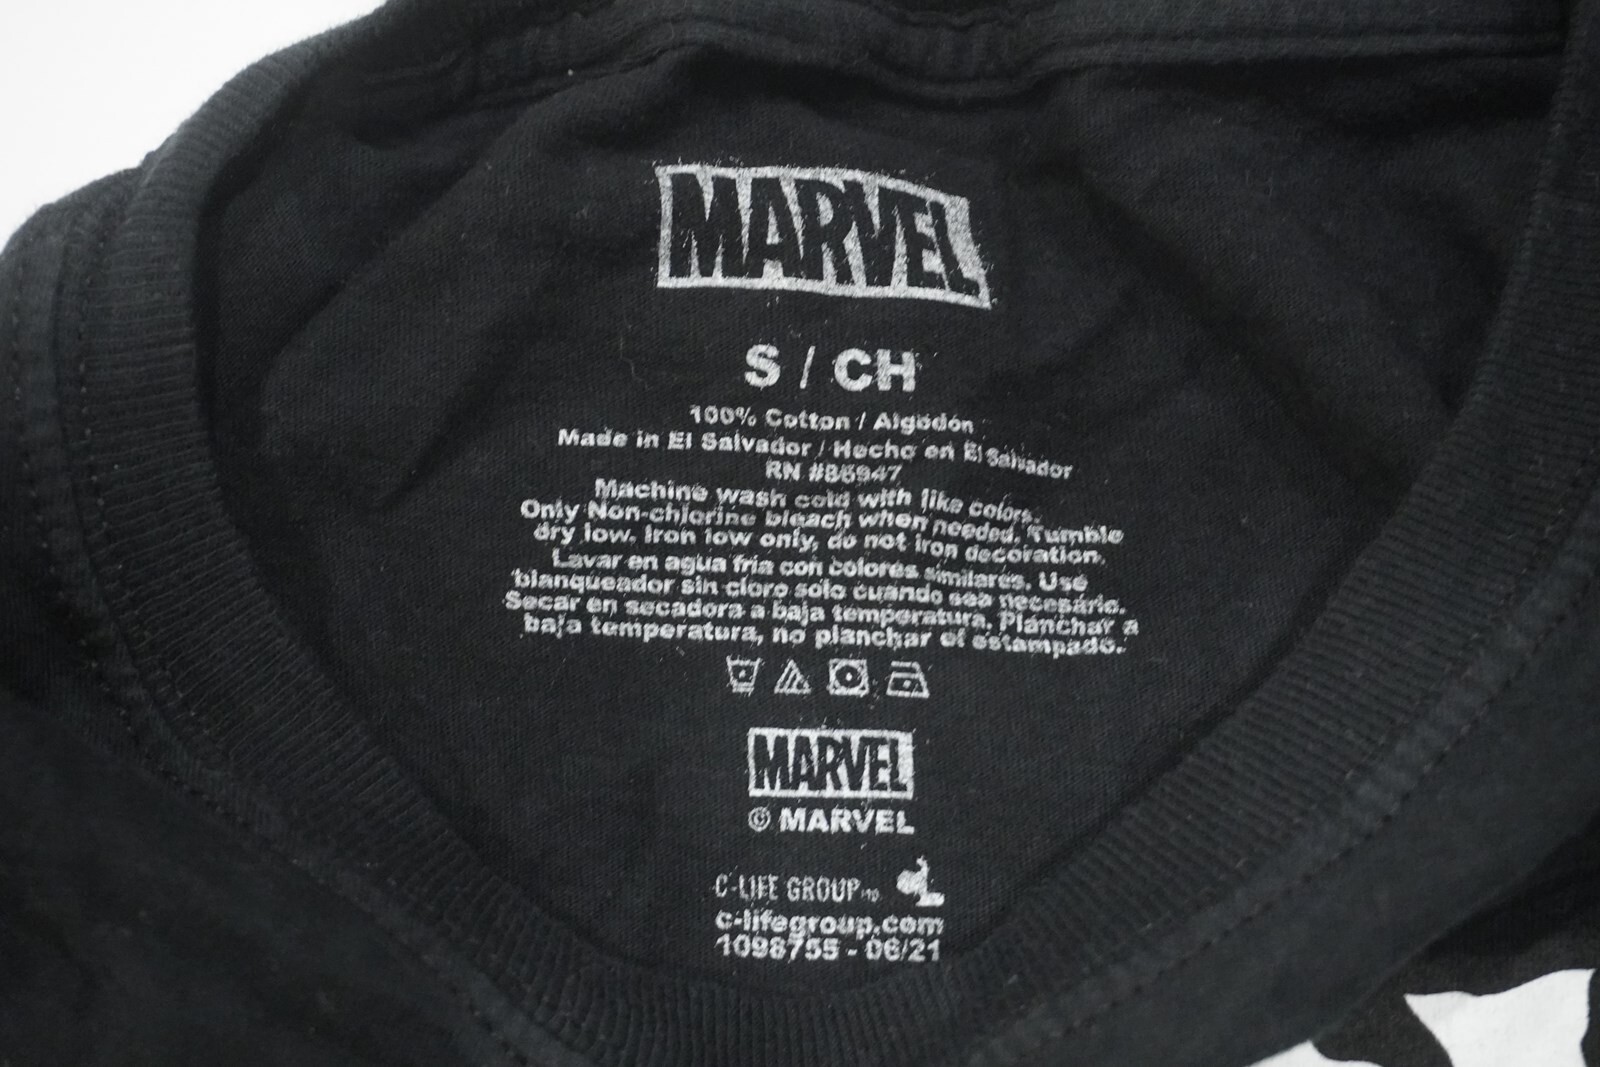 MARVEL
S / CH
100% Cotton / Algodón
Made in El Salvador / Hecho en El Salvador
RN #86947
Machine wash cold with like colors.
Only Non-chlorine bleach when needed. Tumble
dry low. Iron low only, do not iron decoration.
Lavar en agua fria con colores similares. Use
blanqueador sin cloro solo cuando sea necesario.
Secar en secadora a baja temperatura. Planchar a
baja temperatura, no planchar el estampado.
MARVEL
© MARVEL
C-LIFE GROUP LTD
c-lifegroup.com
1098755 - 06/21